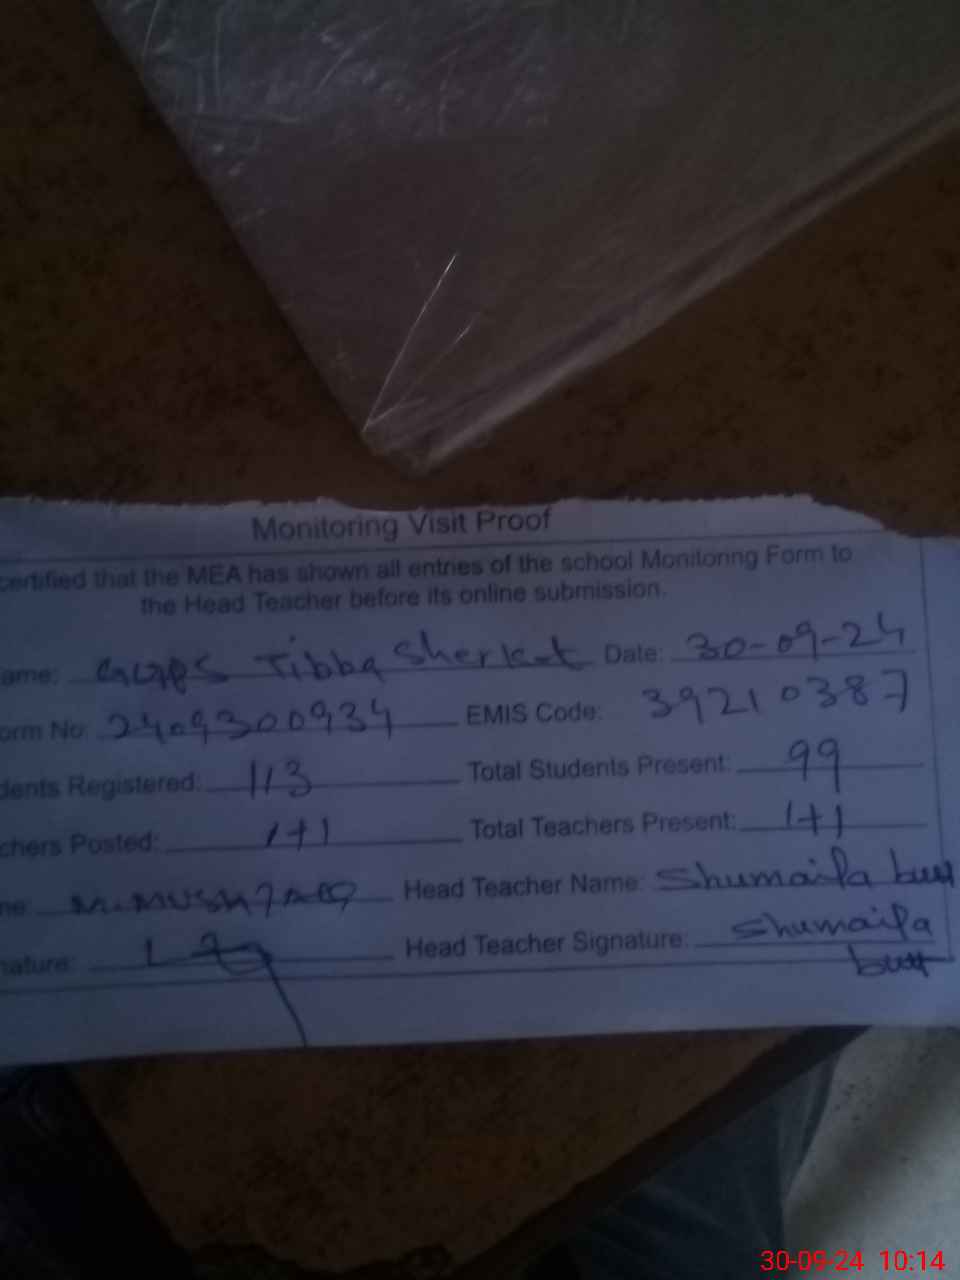 Monitoring Visit Proof
certified that the MEA has shown all entries of the school Monitoring Form to
the Head Teacher before its online submission.
ame: GGPS Tibba Sherkot Date: 30-09-24
orm No: 2409300934 EMIS Code: 39210387
dents Registered: 113 Total Students Present: 99
chers Posted: 1+1 Total Teachers Present: 1+1
me: M. Mushtaq Head Teacher Name: Shumaila butt
nature: Head Teacher Signature: Shumaila
butt
30-09-24 10:14